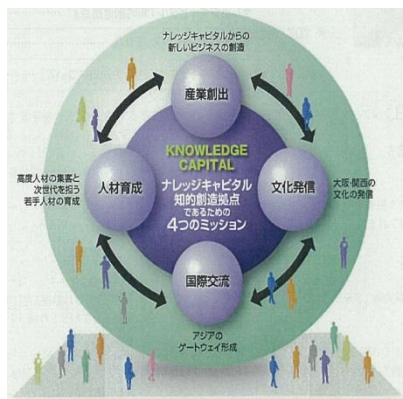 ナレッジキャピタルからの
新しいビジネスの創造
産業創出
KNOWLEDGE
CAPITAL
ナレッジキャピタル
知的創造拠点
であるための
4つのミッション
高度人材の集客と
次世代を担う
若手人材の育成
人材育成
文化発信
大阪・関西の
文化の発信
国際交流
アジアの
ゲートウェイ形成